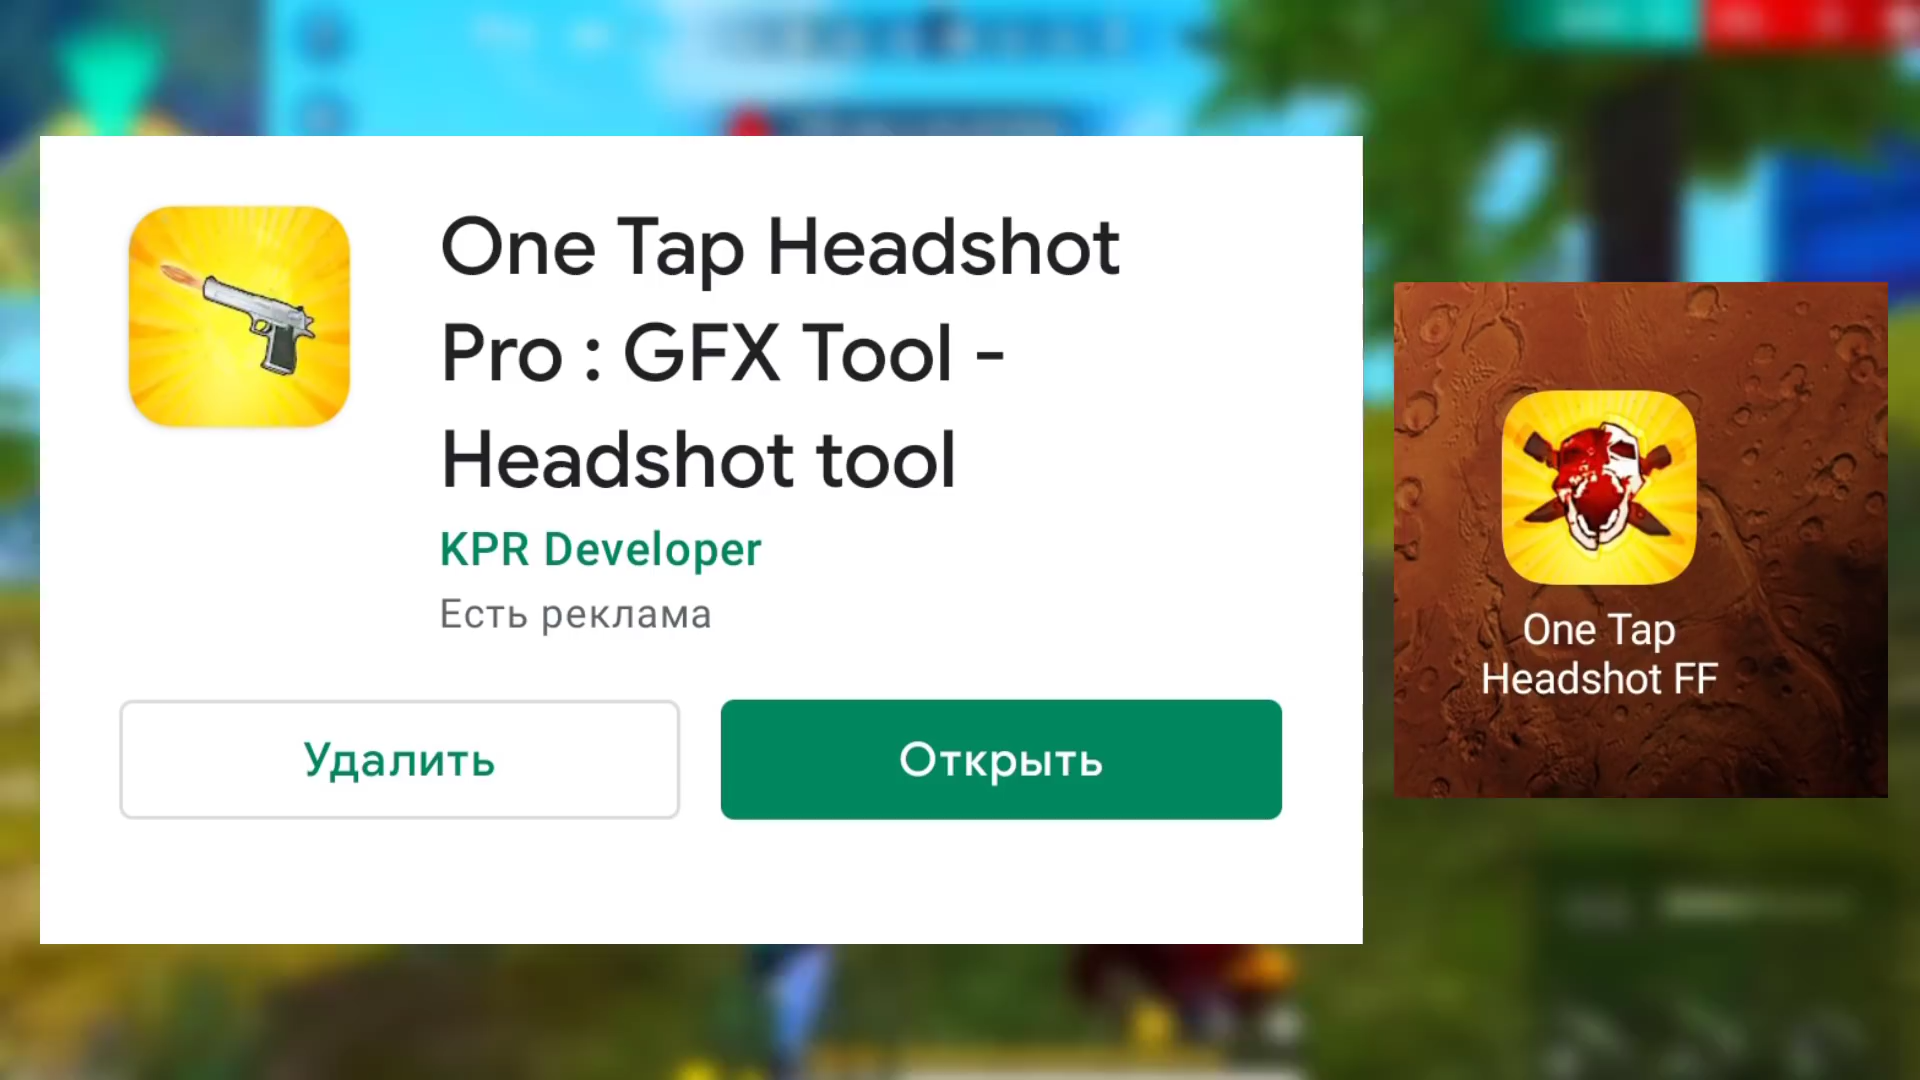 One Tap Headshot
Pro : GFX Tool -
Headshot tool
KPR Developer
Есть реклама
Удалить
Открыть
One Tap
Headshot FF